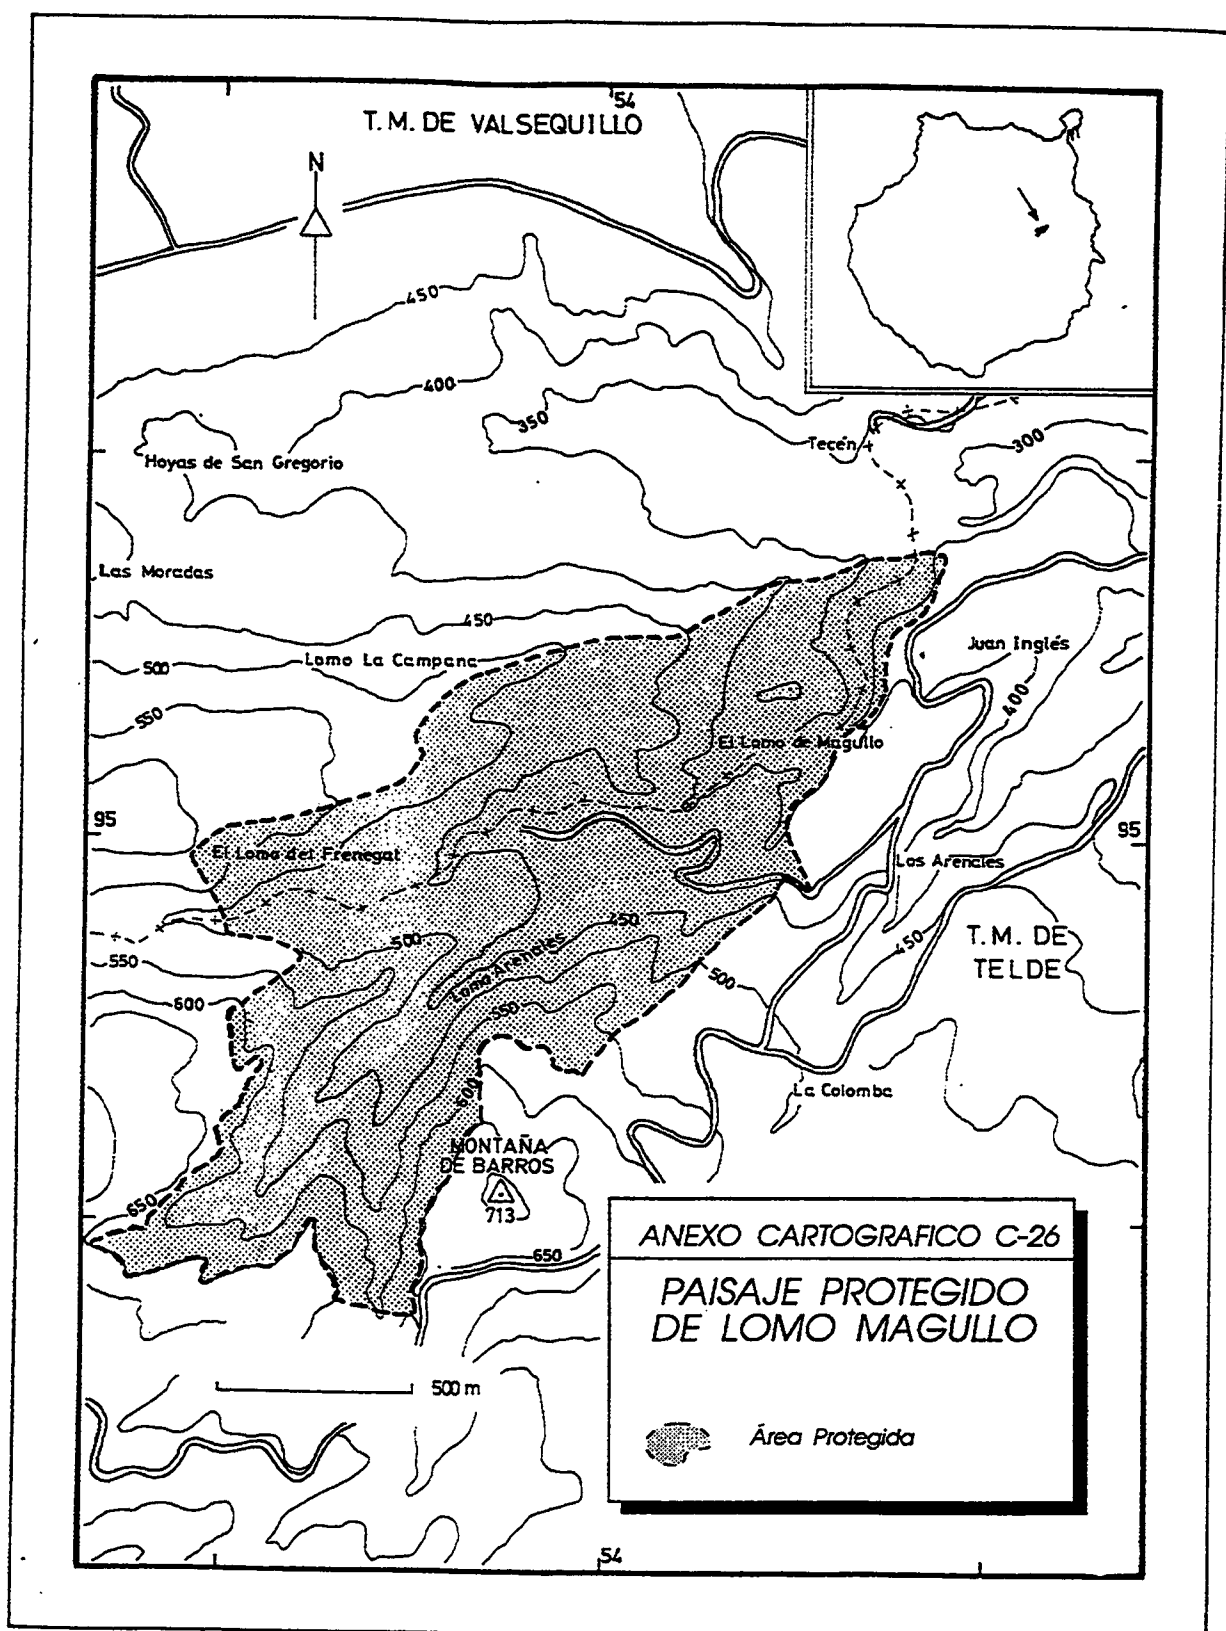 54
T.M. DE VALSEQUILLO
N
450
400
350
Tecén
300
Hoyas de San Gregorio
Las Moradas
450
Juan Inglés
500
Lomo La Campana
400
550
El Lomo de Magullo
95
95
El Lomo del Frenegal
Los Arenales
450
500
Lomo Arenales
450
T.M. DE
TELDE
550
500
600
550
La Colomba
600
MONTAÑA
DE BARROS
713
650
650
ANEXO CARTOGRAFICO C-26
PAISAJE PROTEGIDO
DE LOMO MAGULLO
500 m
Área Protegida
54